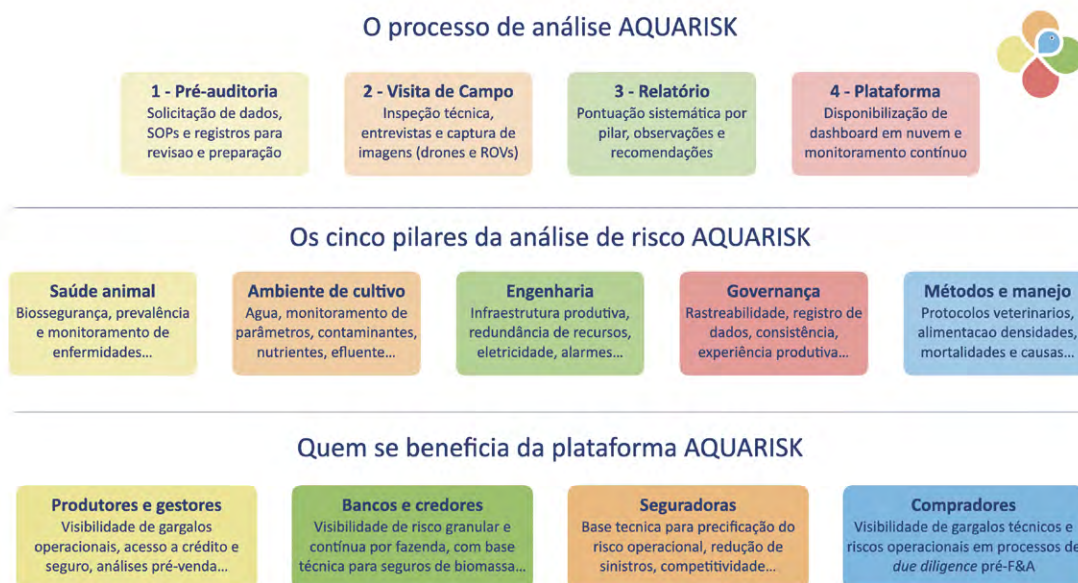 O processo de análise AQUARISK
1 - Pré-auditoria
Solicitação de dados,
SOPs e registros para
revisao e preparação
2 - Visita de Campo
Inspeção técnica,
entrevistas e captura de
imagens (drones e ROVs)
3 - Relatório
Pontuação sistemática por
pilar, observações e
recomendações
4 - Plataforma
Disponibilização de
dashboard em nuvem e
monitoramento contínuo
Os cinco pilares da análise de risco AQUARISK
Saúde animal
Biossegurança, prevalência
e monitoramento de
enfermidades...
Ambiente de cultivo
Agua, monitoramento de
parâmetros, contaminantes,
nutrientes, efluente...
Engenharia
Infraestrutura produtiva,
redundância de recursos,
eletricidade, alarmes...
Governança
Rastreabilidade, registro de
dados, consistência,
experiência produtiva...
Métodos e manejo
Protocolos veterinarios,
alimentacao densidades,
mortalidades e causas...
Quem se beneficia da plataforma AQUARISK
Produtores e gestores
Visibilidade de gargalos
operacionais, acesso a crédito e
seguro, análises pré-venda...
Bancos e credores
Visibilidade de risco granular e
contínua por fazenda, com base
técnica para seguros de biomassa...
Seguradoras
Base tecnica para precificação do
risco operacional, redução de
sinistros, competitividade...
Compradores
Visibilidade de gargalos técnicos e
riscos operacionais em processos de
due diligence pré-F&A